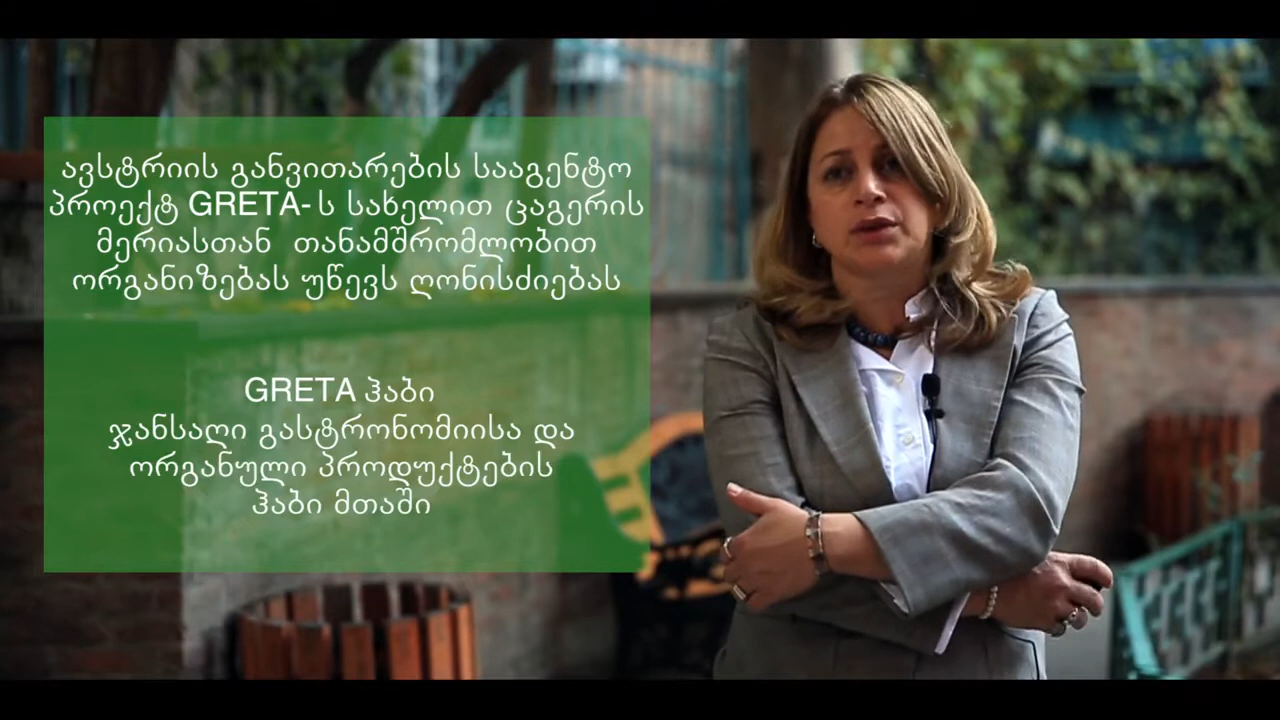 ავსტრიის განვითარების სააგენტო
პროექტ GRETA- ს სახელით ცაგერის
მერიასთან თანამშრომლობით
ორგანიზებას უწევს ღონისძიებას
GRETA ჰაბი
ჯანსაღი გასტრონომიისა და
ორგანული პროდუქტების
ჰაბი მთაში